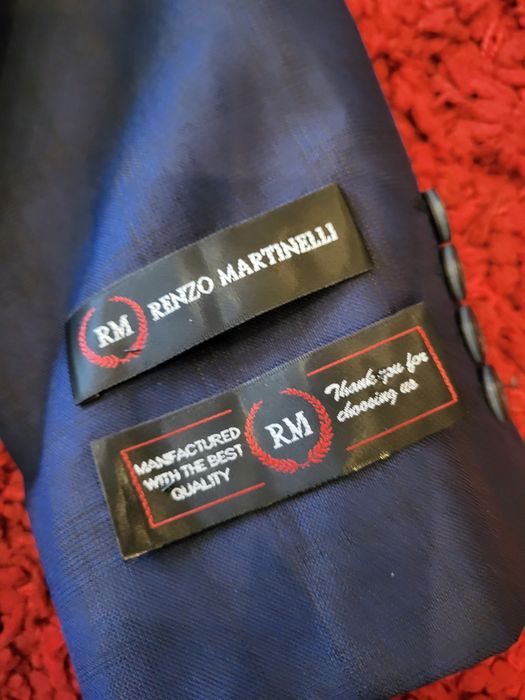 RM RENZO MARTINELLI
MANFACTURED
WITH THE BEST
QUALITY
RM
Thank you for
choosing us